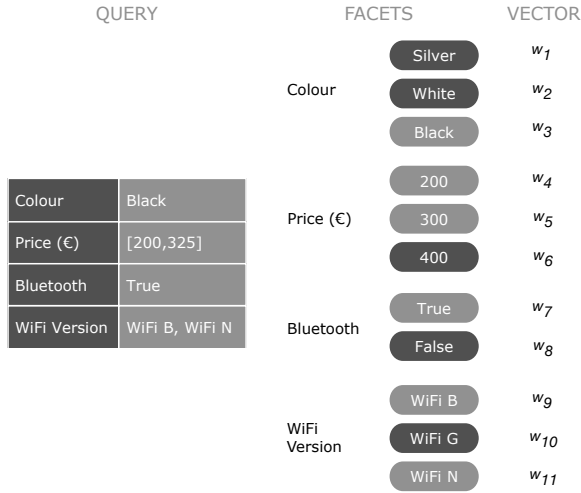 QUERY FACETS VECTOR
Silver w1
Colour White w2
Black w3
Colour Black
Price (€) [200,325]
Bluetooth True
WiFi Version WiFi B, WiFi N
200 w4
Price (€) 300 w5
400 w6
True w7
Bluetooth
False w8
WiFi B w9
WiFi
Version
WiFi G w10
WiFi N w11